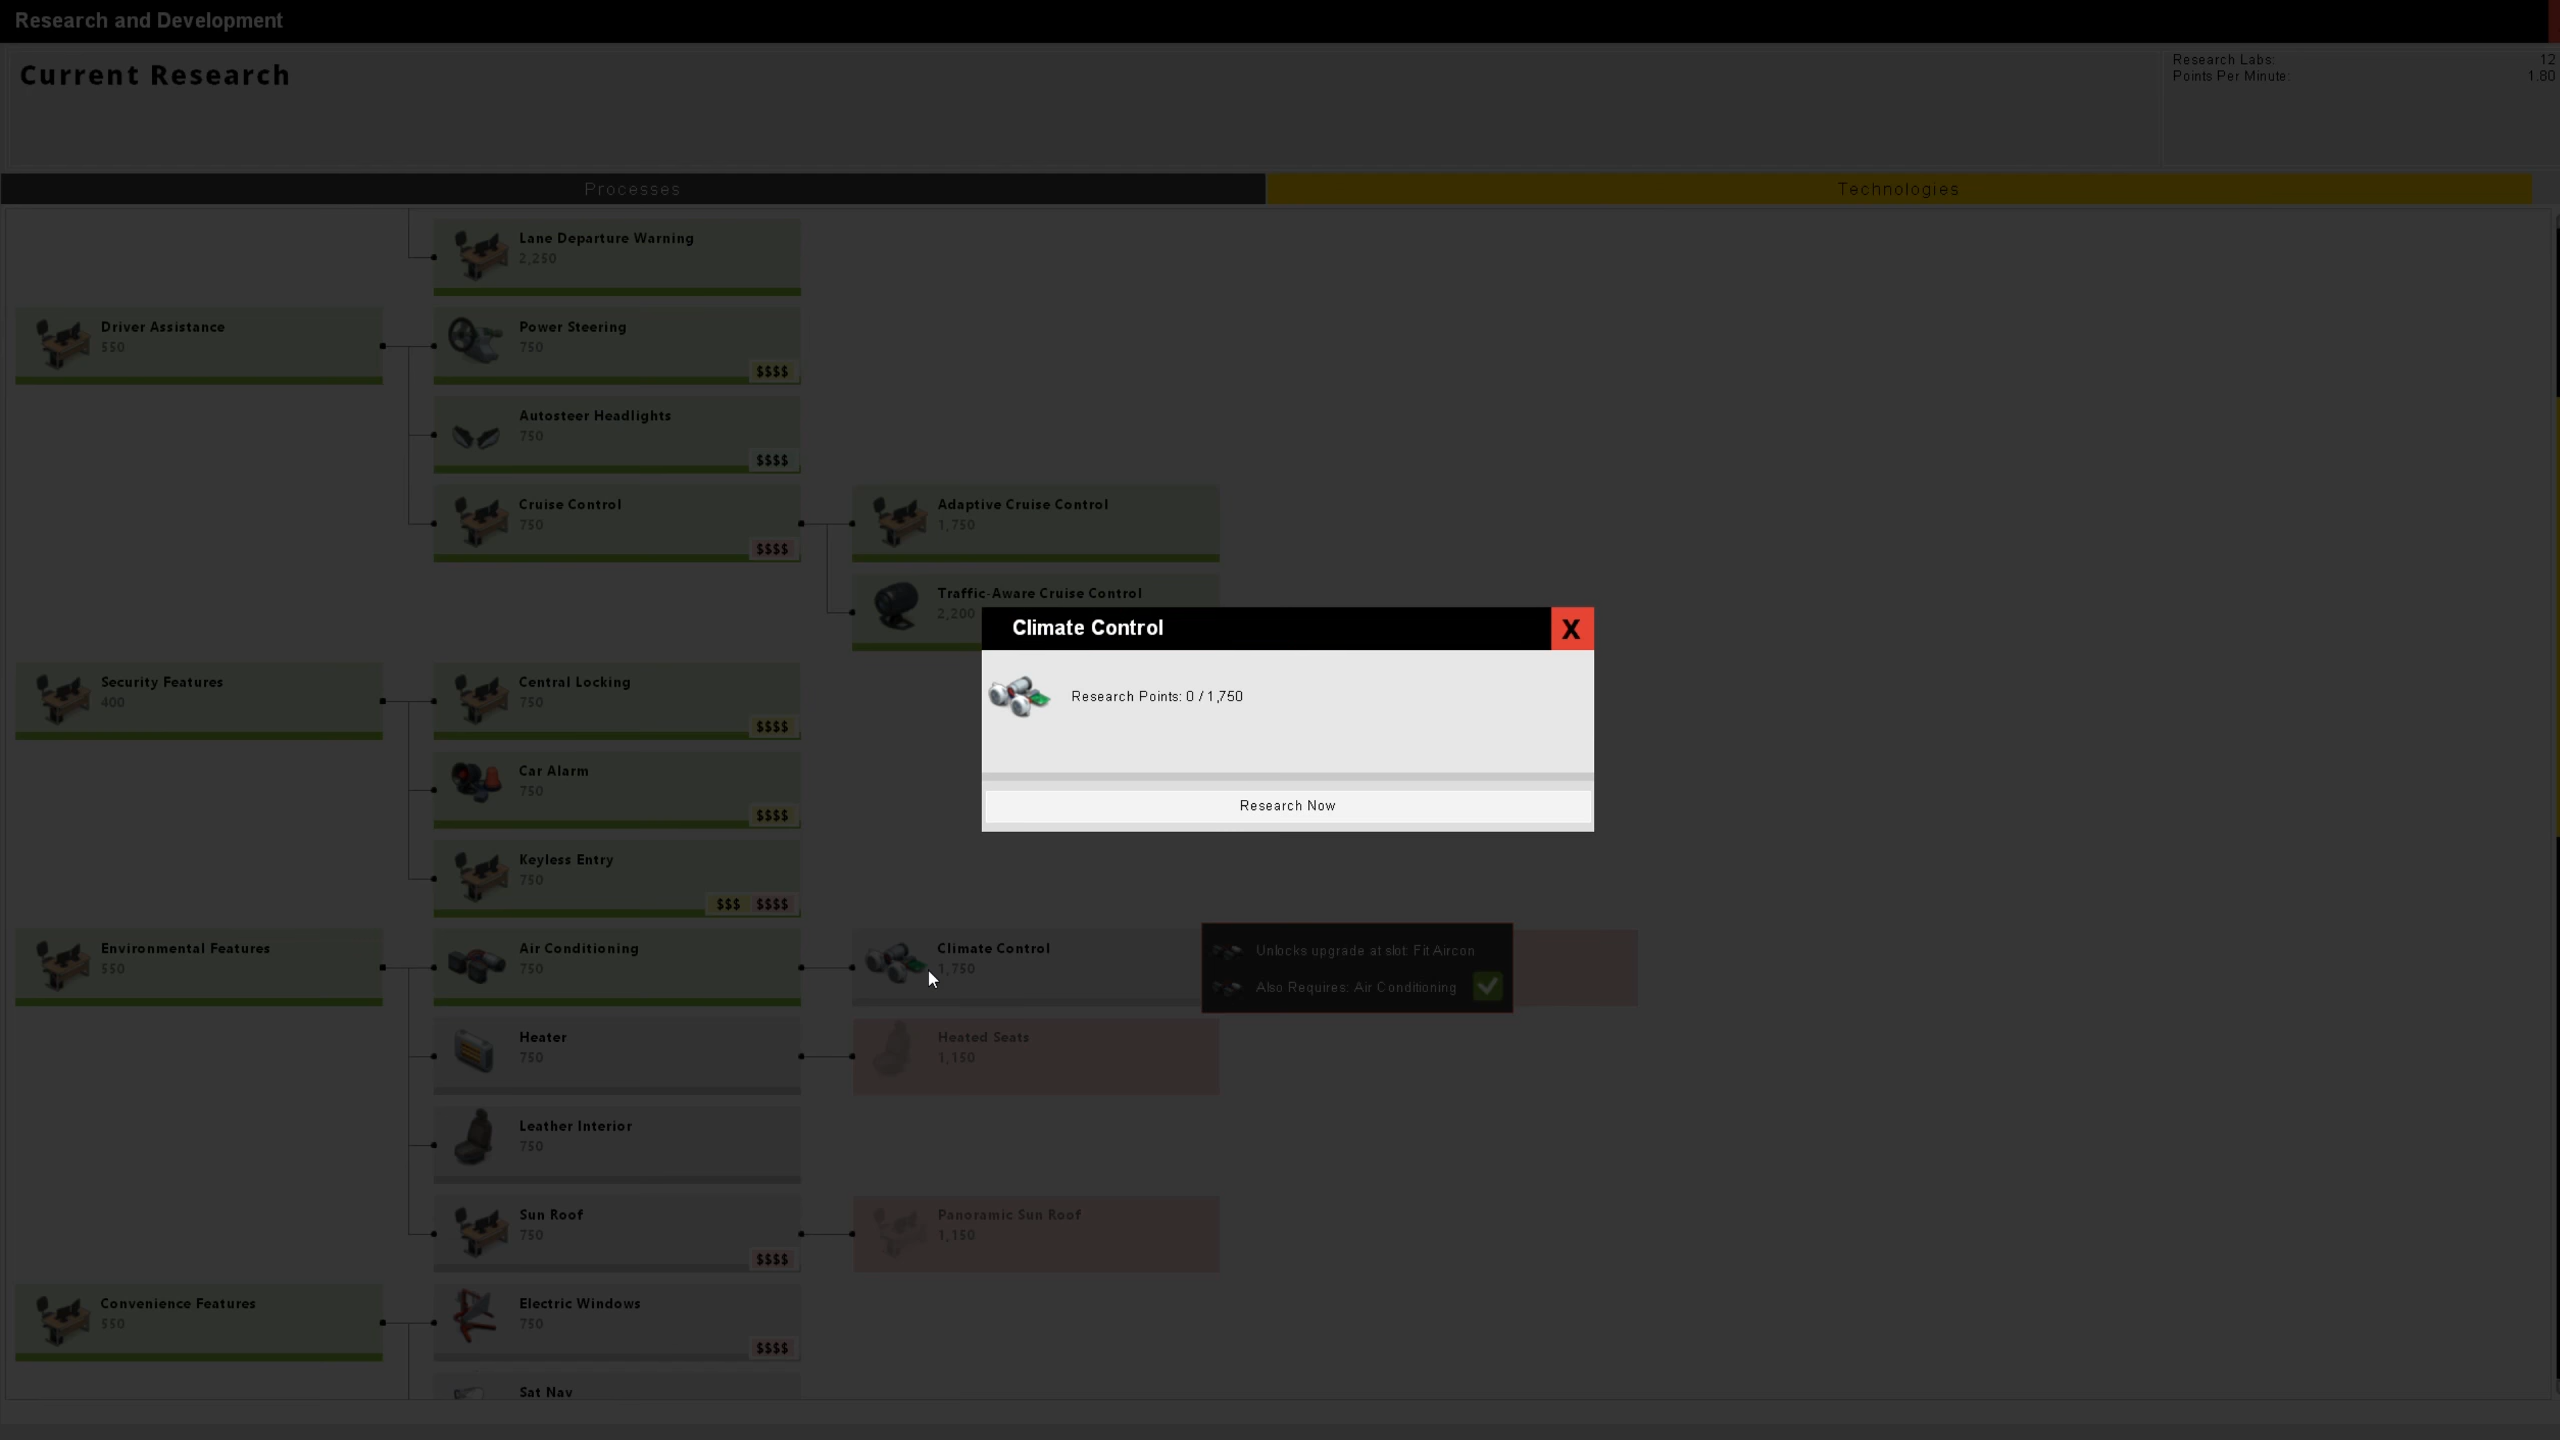 Research and Development
Current Research
Research Labs: 12
Points Per Minute: 1.80
Processes
Technologies
Lane Departure Warning
2,250
Driver Assistance
550
Power Steering
750
$$$$
Autosteer Headlights
750
$$$$
Cruise Control
750
$$$$
Adaptive Cruise Control
1,750
Traffic-Aware Cruise Control
2,200
Climate Control
X
Research Points: 0 / 1,750
Research Now
Security Features
400
Central Locking
750
$$$$
Car Alarm
750
$$$$
Keyless Entry
750
$$$ $$$$
Environmental Features
550
Air Conditioning
750
Climate Control
1,750
Unlocks upgrade at slot: Fit Aircon
Also Requires: Air Conditioning
Heater
750
Heated Seats
1,150
Leather Interior
750
Sun Roof
750
$$$$
Panoramic Sun Roof
1,150
Convenience Features
550
Electric Windows
750
$$$$
Sat Nav